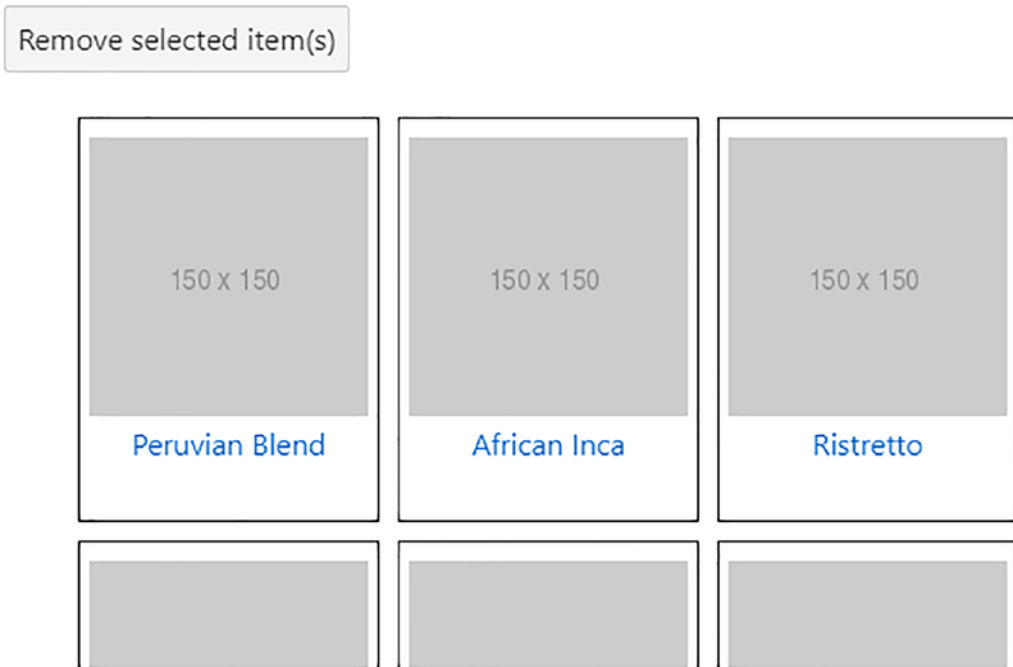 Remove selected item(s)
150 x 150
150 x 150
150 x 150
Peruvian Blend
African Inca
Ristretto